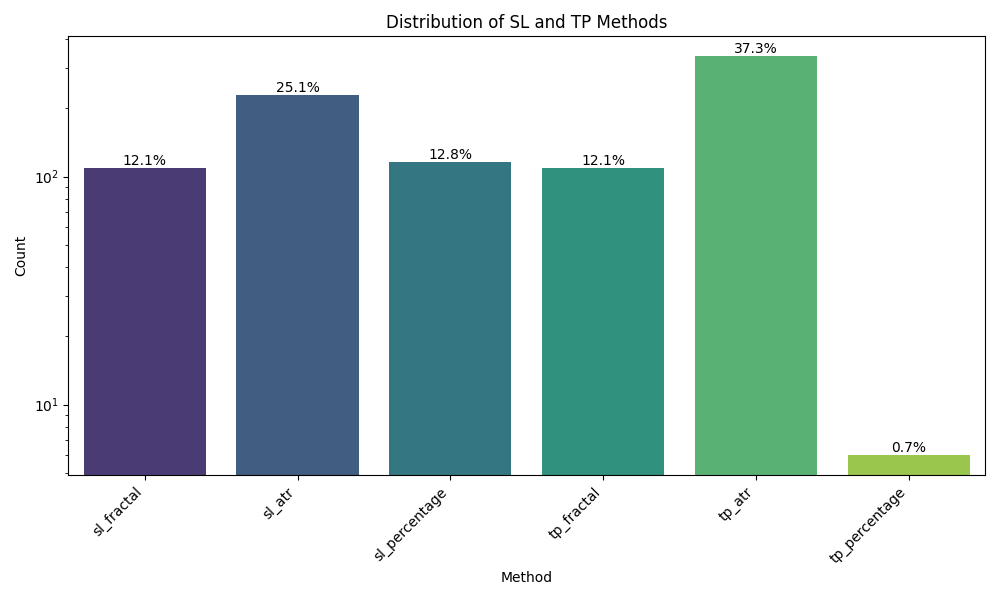 Distribution of SL and TP Methods
37.3%
25.1%
12.1%
12.8%
12.1%
0.7%
10²
10¹
Count
sl_fractal
sl_atr
sl_percentage
tp_fractal
tp_atr
tp_percentage
Method